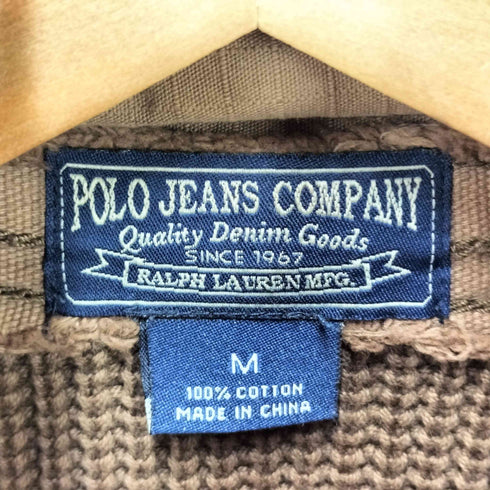 POLO JEANS COMPANY
Quality Denim Goods
SINCE 1967
RALPH LAUREN MFG.
M
100% COTTON
MADE IN CHINA